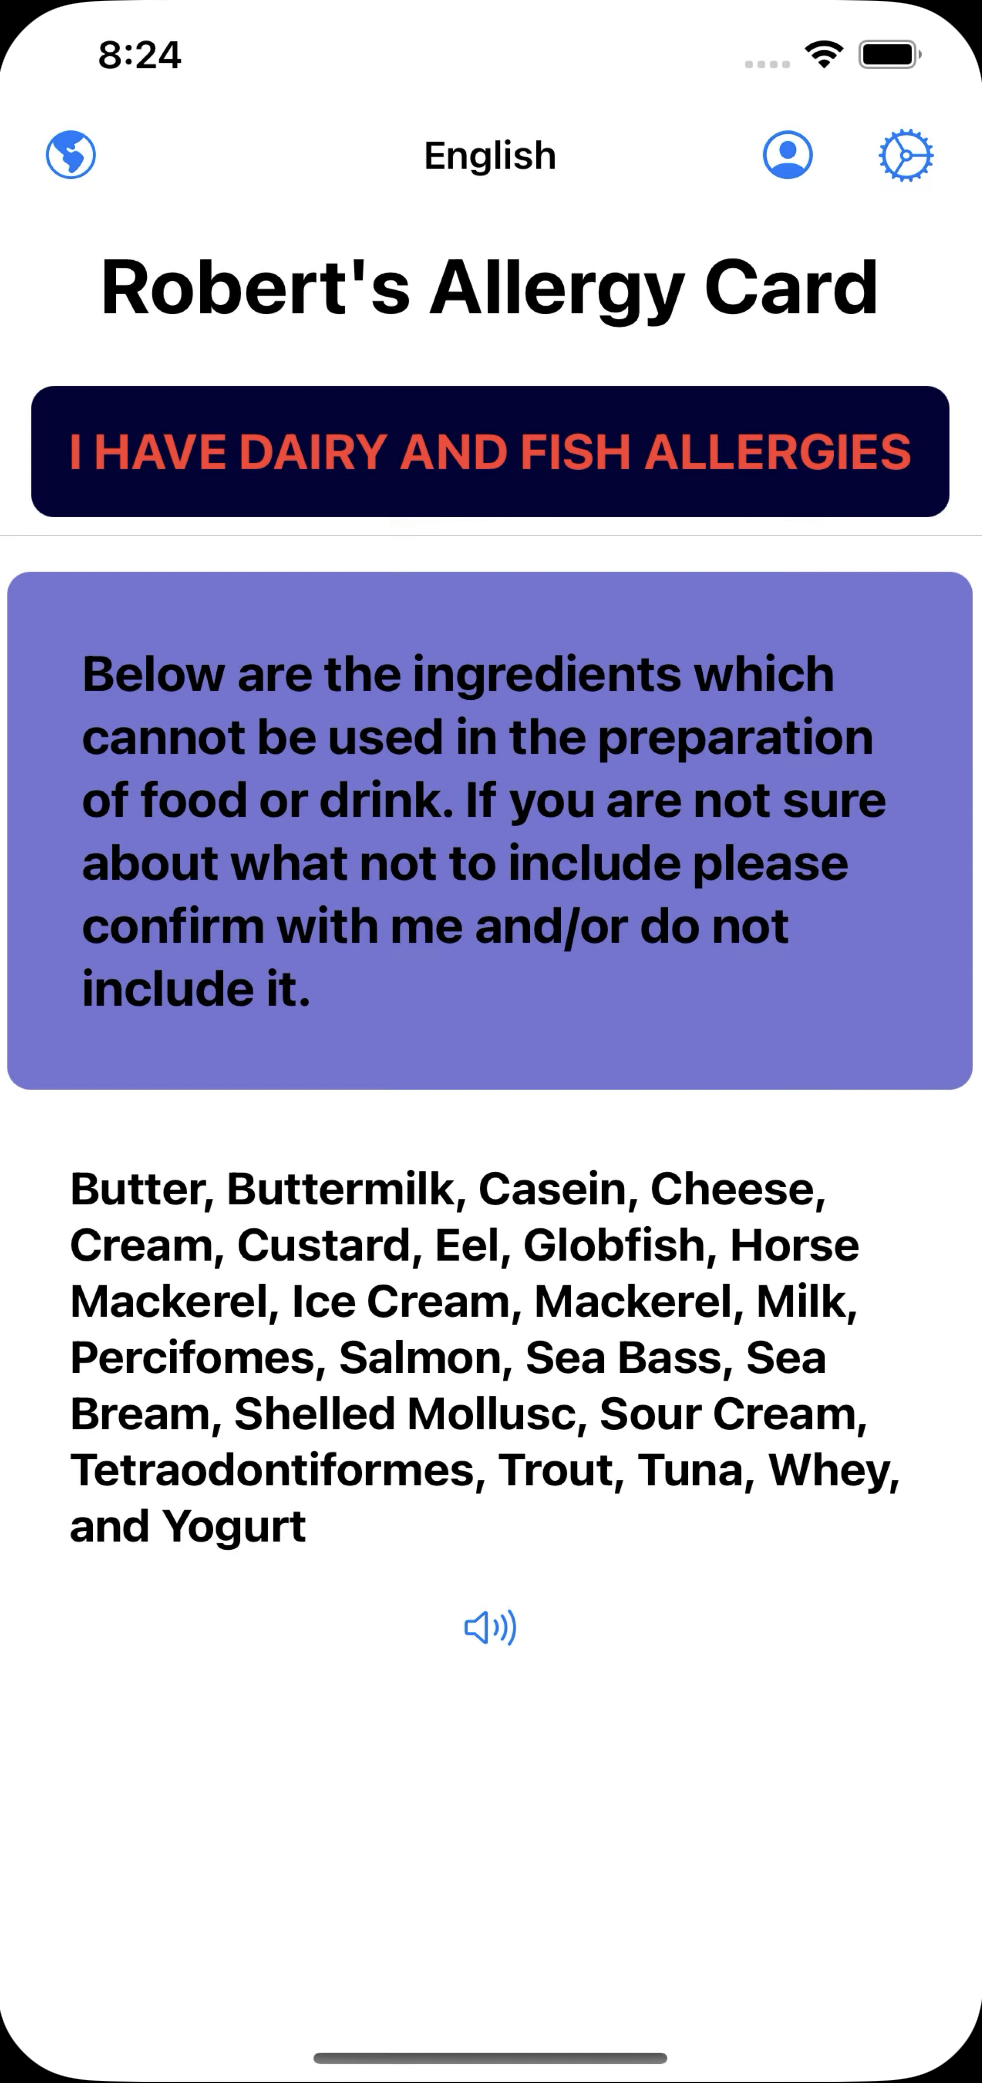 8:24
English
Robert's Allergy Card
I HAVE DAIRY AND FISH ALLERGIES
Below are the ingredients which
cannot be used in the preparation
of food or drink. If you are not sure
about what not to include please
confirm with me and/or do not
include it.
Butter, Buttermilk, Casein, Cheese,
Cream, Custard, Eel, Globfish, Horse
Mackerel, Ice Cream, Mackerel, Milk,
Percifomes, Salmon, Sea Bass, Sea
Bream, Shelled Mollusc, Sour Cream,
Tetraodontiformes, Trout, Tuna, Whey,
and Yogurt